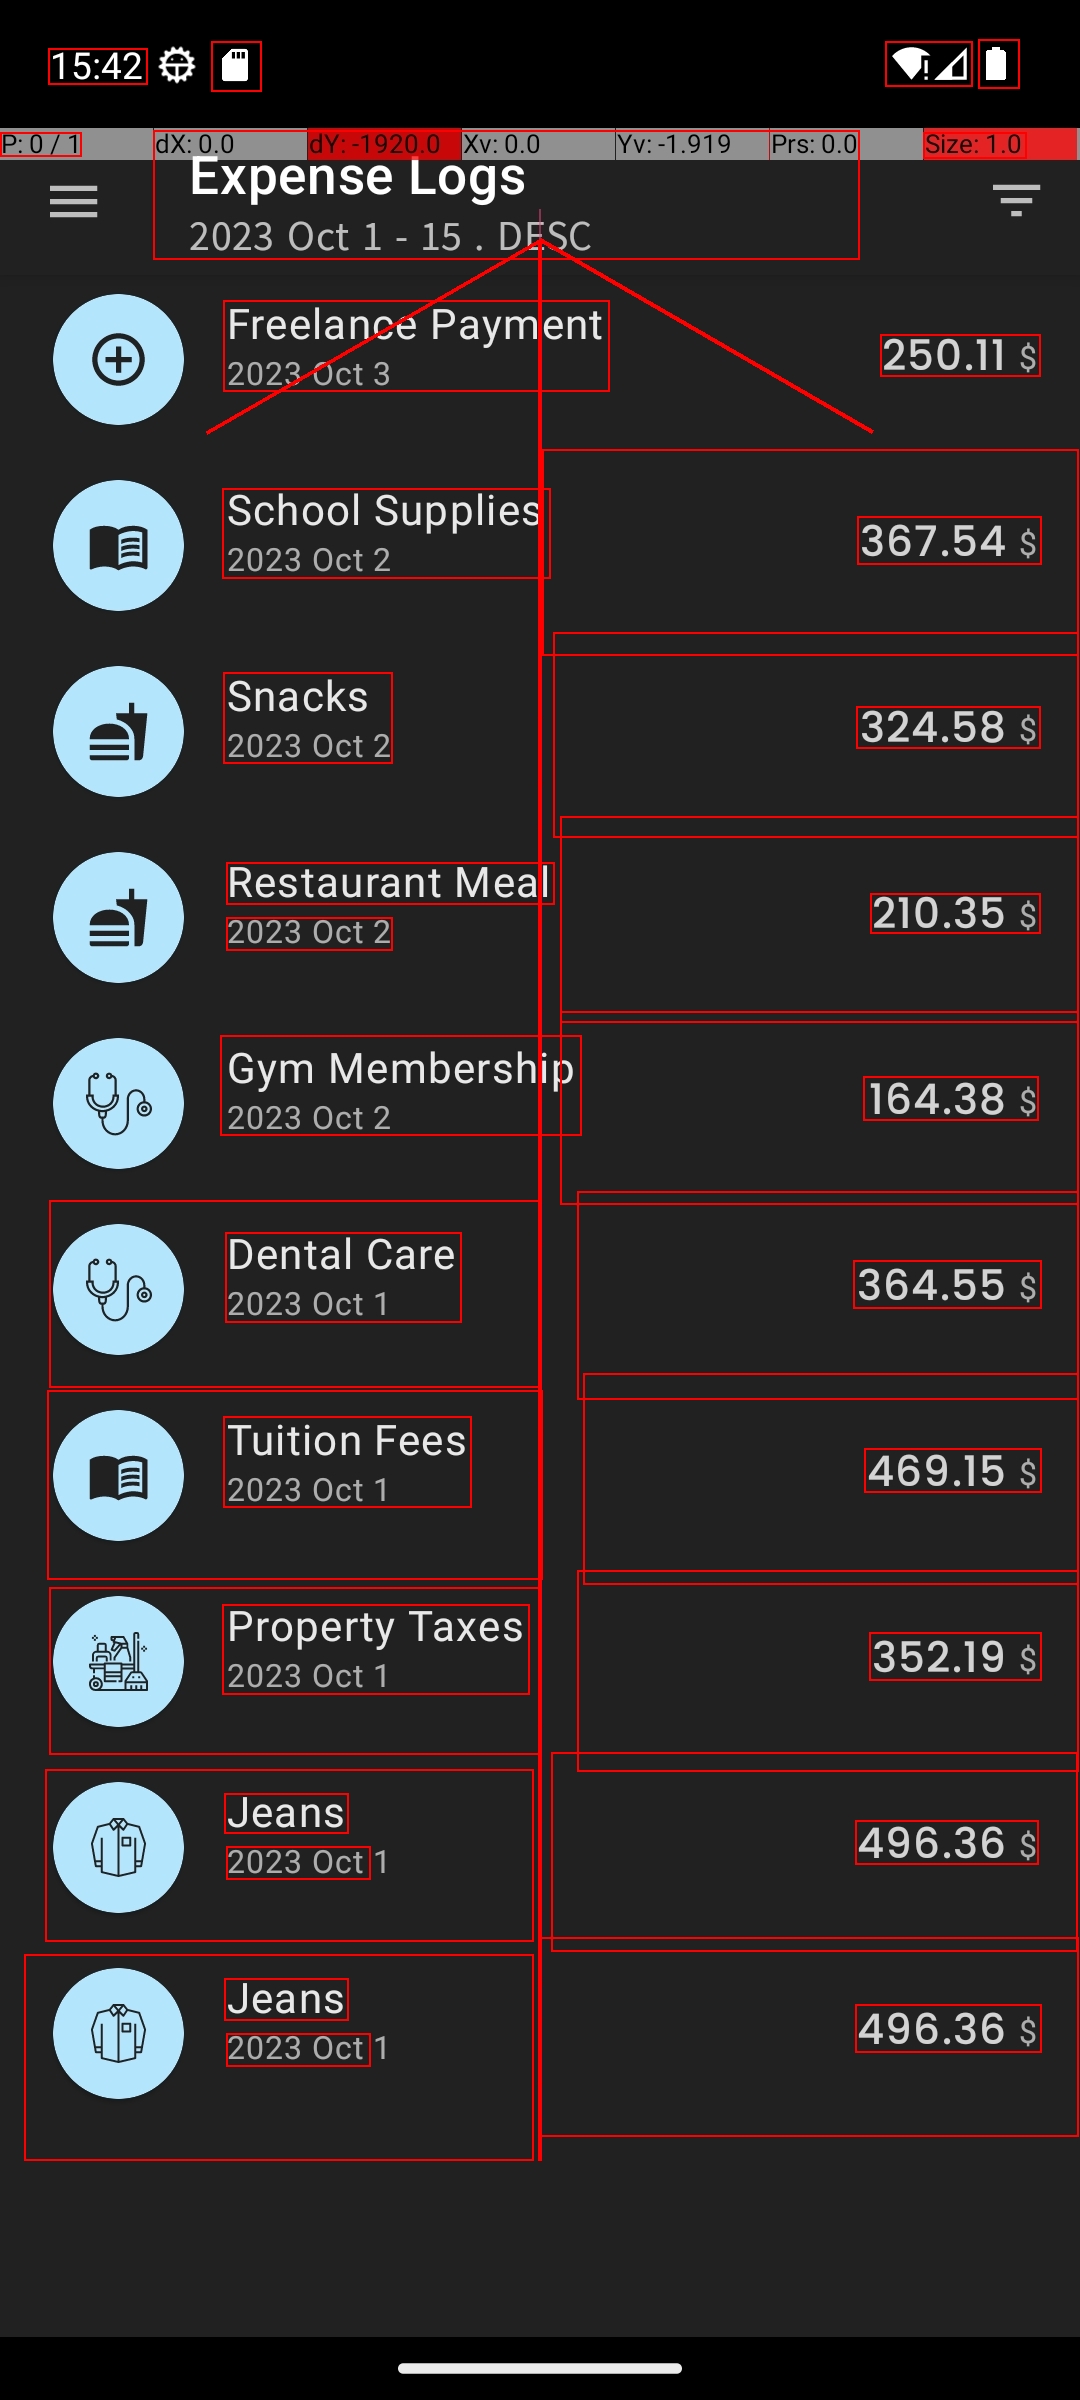 15:42
P: 0 / 1 dX: 0.0 dY: -1920.0 Xv: 0.0 Yv: -1.919 Prs: 0.0 Size: 1.0
Expense Logs
2023 Oct 1 - 15 . DESC
Freelance Payment
2023 Oct 3
250.11 $
School Supplies
2023 Oct 2
367.54 $
Snacks
2023 Oct 2
324.58 $
Restaurant Meal
2023 Oct 2
210.35 $
Gym Membership
2023 Oct 2
164.38 $
Dental Care
2023 Oct 1
364.55 $
Tuition Fees
2023 Oct 1
469.15 $
Property Taxes
2023 Oct 1
352.19 $
Jeans
2023 Oct 1
496.36 $
Jeans
2023 Oct 1
496.36 $